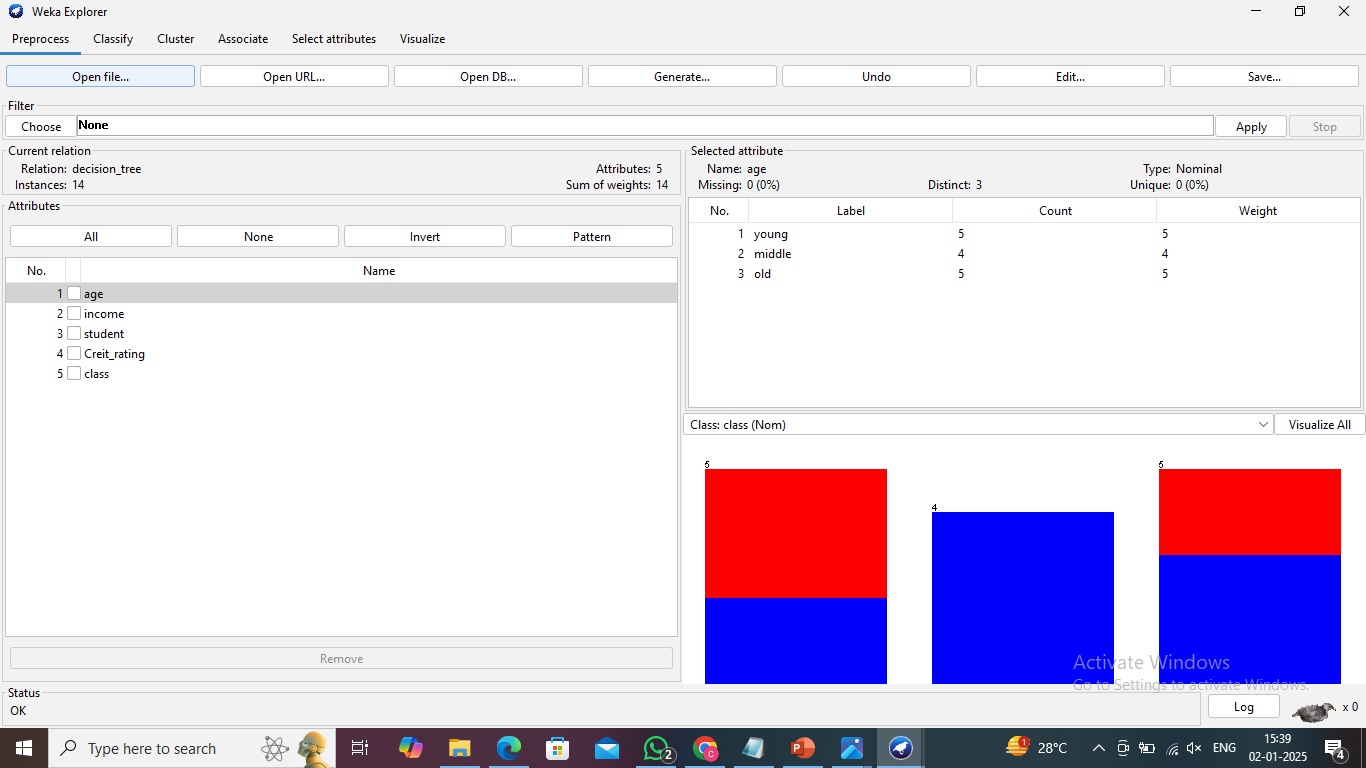 Weka Explorer
Preprocess Classify Cluster Associate Select attributes Visualize
Open file... Open URL... Open DB... Generate... Undo Edit... Save...
Filter
Choose None Apply Stop
Current relation
Relation: decision_tree Attributes: 5
Instances: 14 Sum of weights: 14
Attributes
All None Invert Pattern
No. Name
1 age
2 income
3 student
4 Creit_rating
5 class
Remove
Selected attribute
Name: age Type: Nominal
Missing: 0 (0%) Distinct: 3 Unique: 0 (0%)
No. Label Count Weight
1 young 5 5
2 middle 4 4
3 old 5 5
Class: class (Nom) Visualize All
5 4 5
Activate Windows
Go to Settings to activate Windows.
Status
OK
Log x 0
Type here to search
2
28°C
ENG
15:39
02-01-2025
1
4